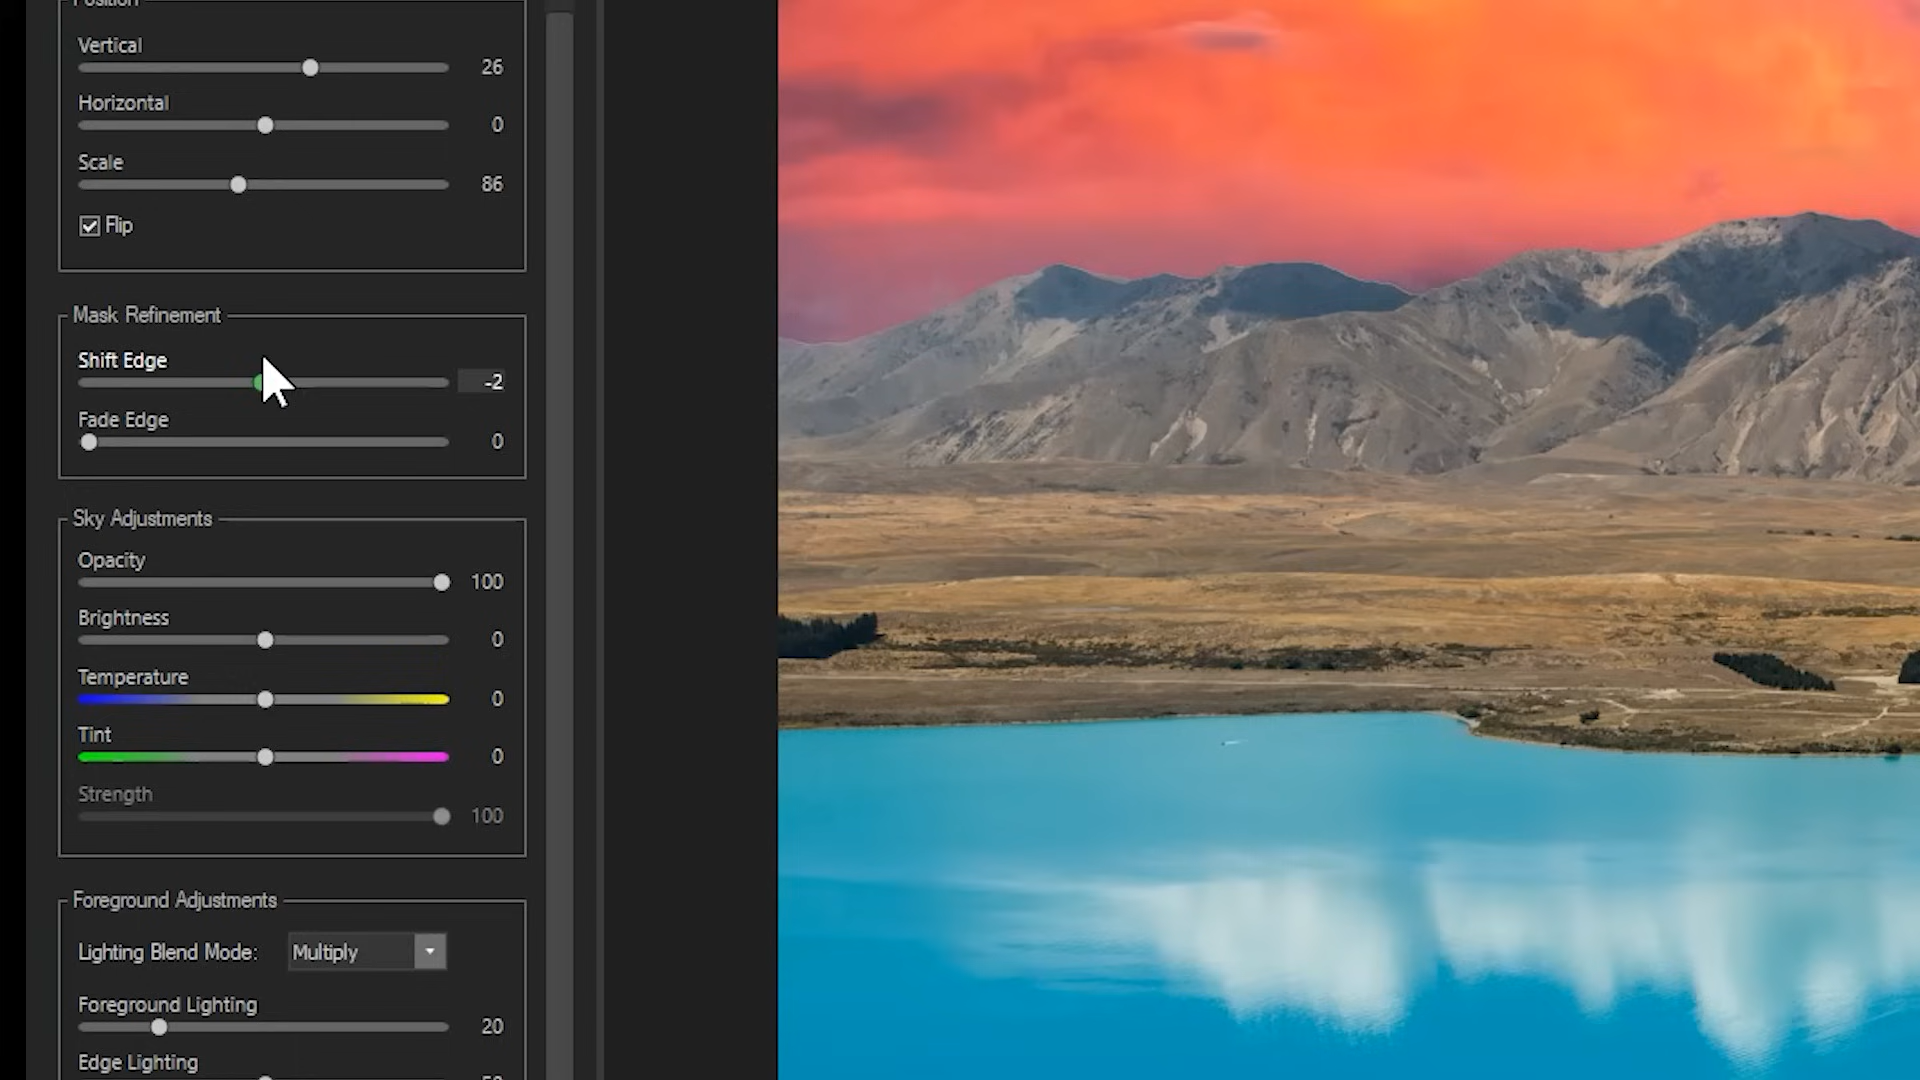 Position
Vertical
26
Horizontal
0
Scale
86
Flip
Mask Refinement
Shift Edge
-2
Fade Edge
0
Sky Adjustments
Opacity
100
Brightness
0
Temperature
0
Tint
0
Strength
100
Foreground Adjustments
Lighting Blend Mode: Multiply
Foreground Lighting
20
Edge Lighting
50